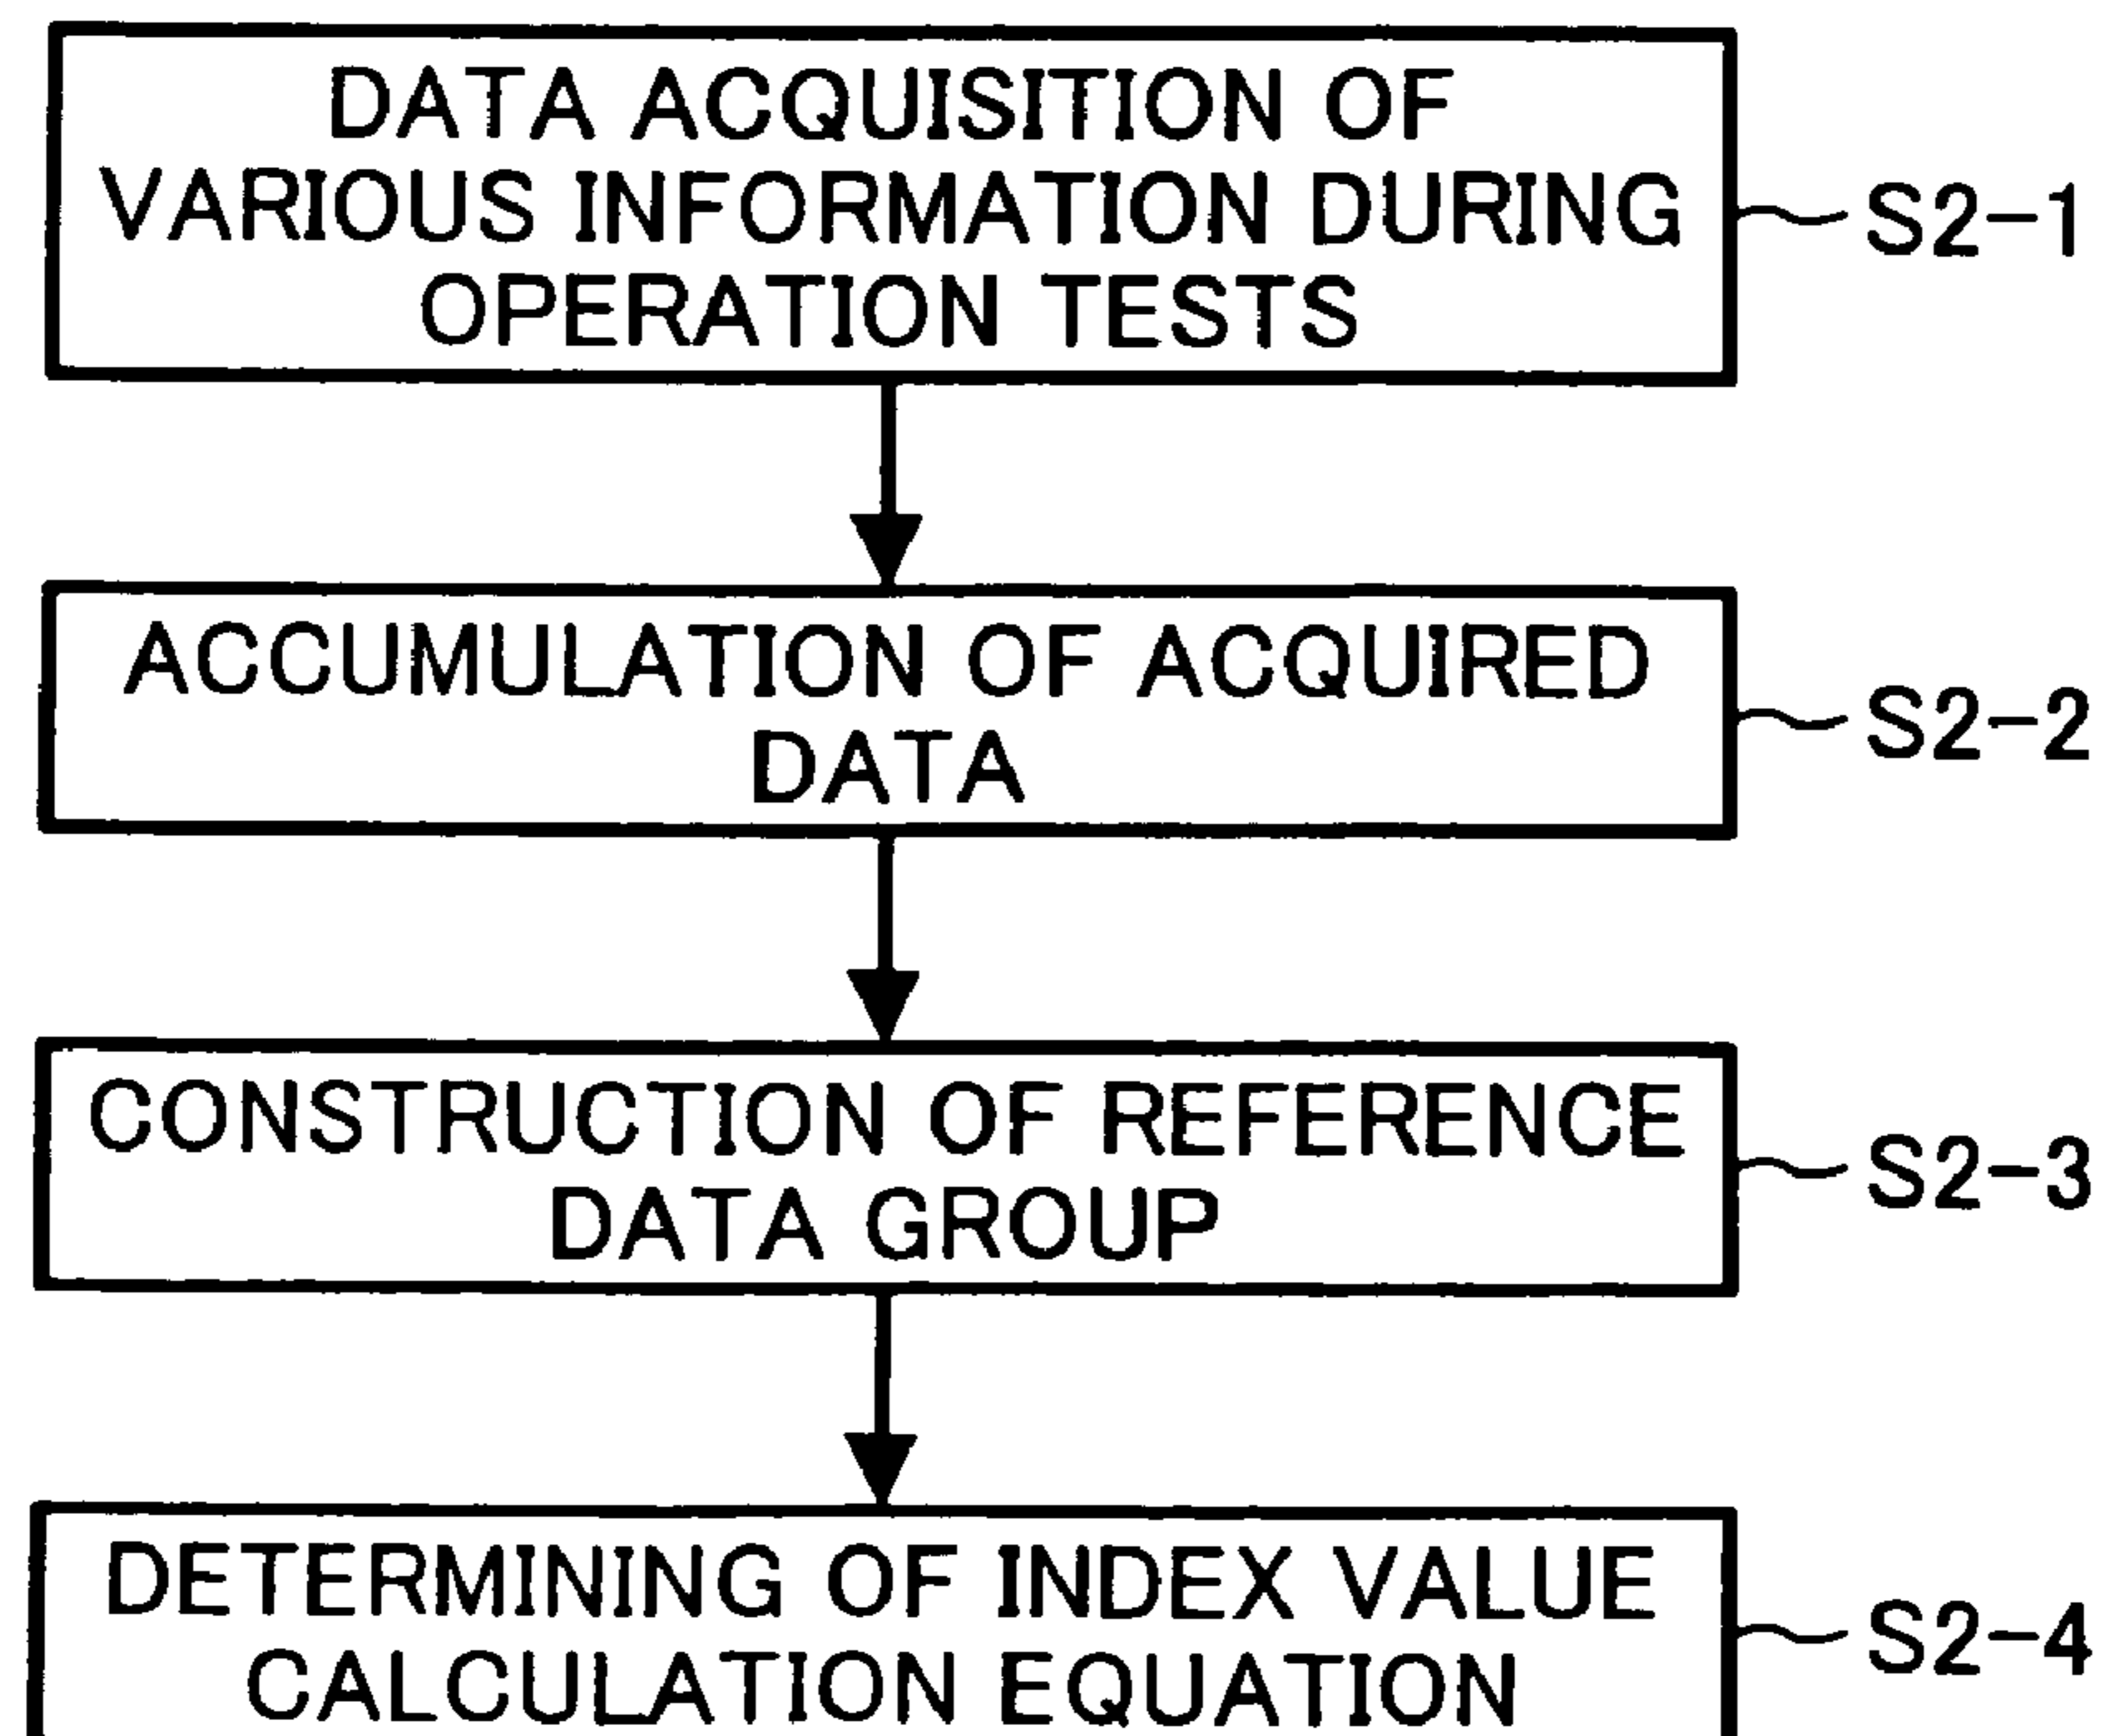 DATA ACQUISITION OF
VARIOUS INFORMATION DURING
OPERATION TESTS
S2-1
ACCUMULATION OF ACQUIRED
DATA
S2-2
CONSTRUCTION OF REFERENCE
DATA GROUP
S2-3
DETERMINING OF INDEX VALUE
CALCULATION EQUATION
S2-4